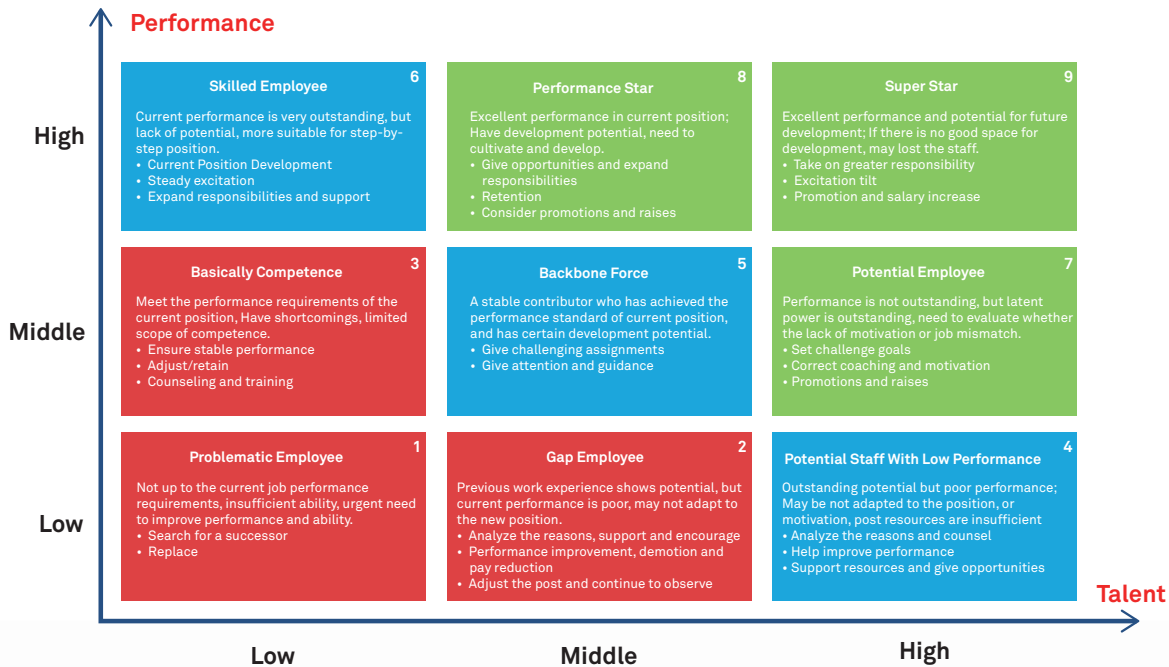 Performance
High
Skilled Employee
6
Current performance is very outstanding, but
lack of potential, more suitable for step-by-
step position.
• Current Position Development
• Steady excitation
• Expand responsibilities and support
Performance Star
8
Excellent performance in current position;
Have development potential, need to
cultivate and develop.
• Give opportunities and expand
responsibilities
• Retention
• Consider promotions and raises
Super Star
9
Excellent performance and potential for future
development; If there is no good space for
development, may lost the staff.
• Take on greater responsibility
• Excitation tilt
• Promotion and salary increase
Middle
Basically Competence
3
Meet the performance requirements of the
current position, Have shortcomings, limited
scope of competence.
• Ensure stable performance
• Adjust/retain
• Counseling and training
Backbone Force
5
A stable contributor who has achieved the
performance standard of current position,
and has certain development potential.
• Give challenging assignments
• Give attention and guidance
Potential Employee
7
Performance is not outstanding, but latent
power is outstanding, need to evaluate whether
the lack of motivation or job mismatch.
• Set challenge goals
• Correct coaching and motivation
• Promotions and raises
Low
Problematic Employee
1
Not up to the current job performance
requirements, insufficient ability, urgent need
to improve performance and ability.
• Search for a successor
• Replace
Gap Employee
2
Previous work experience shows potential, but
current performance is poor, may not adapt to
the new position.
• Analyze the reasons, support and encourage
• Performance improvement, demotion and
pay reduction
• Adjust the post and continue to observe
Potential Staff With Low Performance
4
Outstanding potential but poor performance;
May be not adapted to the position, or
motivation, post resources are insufficient
• Analyze the reasons and counsel
• Help improve performance
• Support resources and give opportunities
Talent
Low
Middle
High